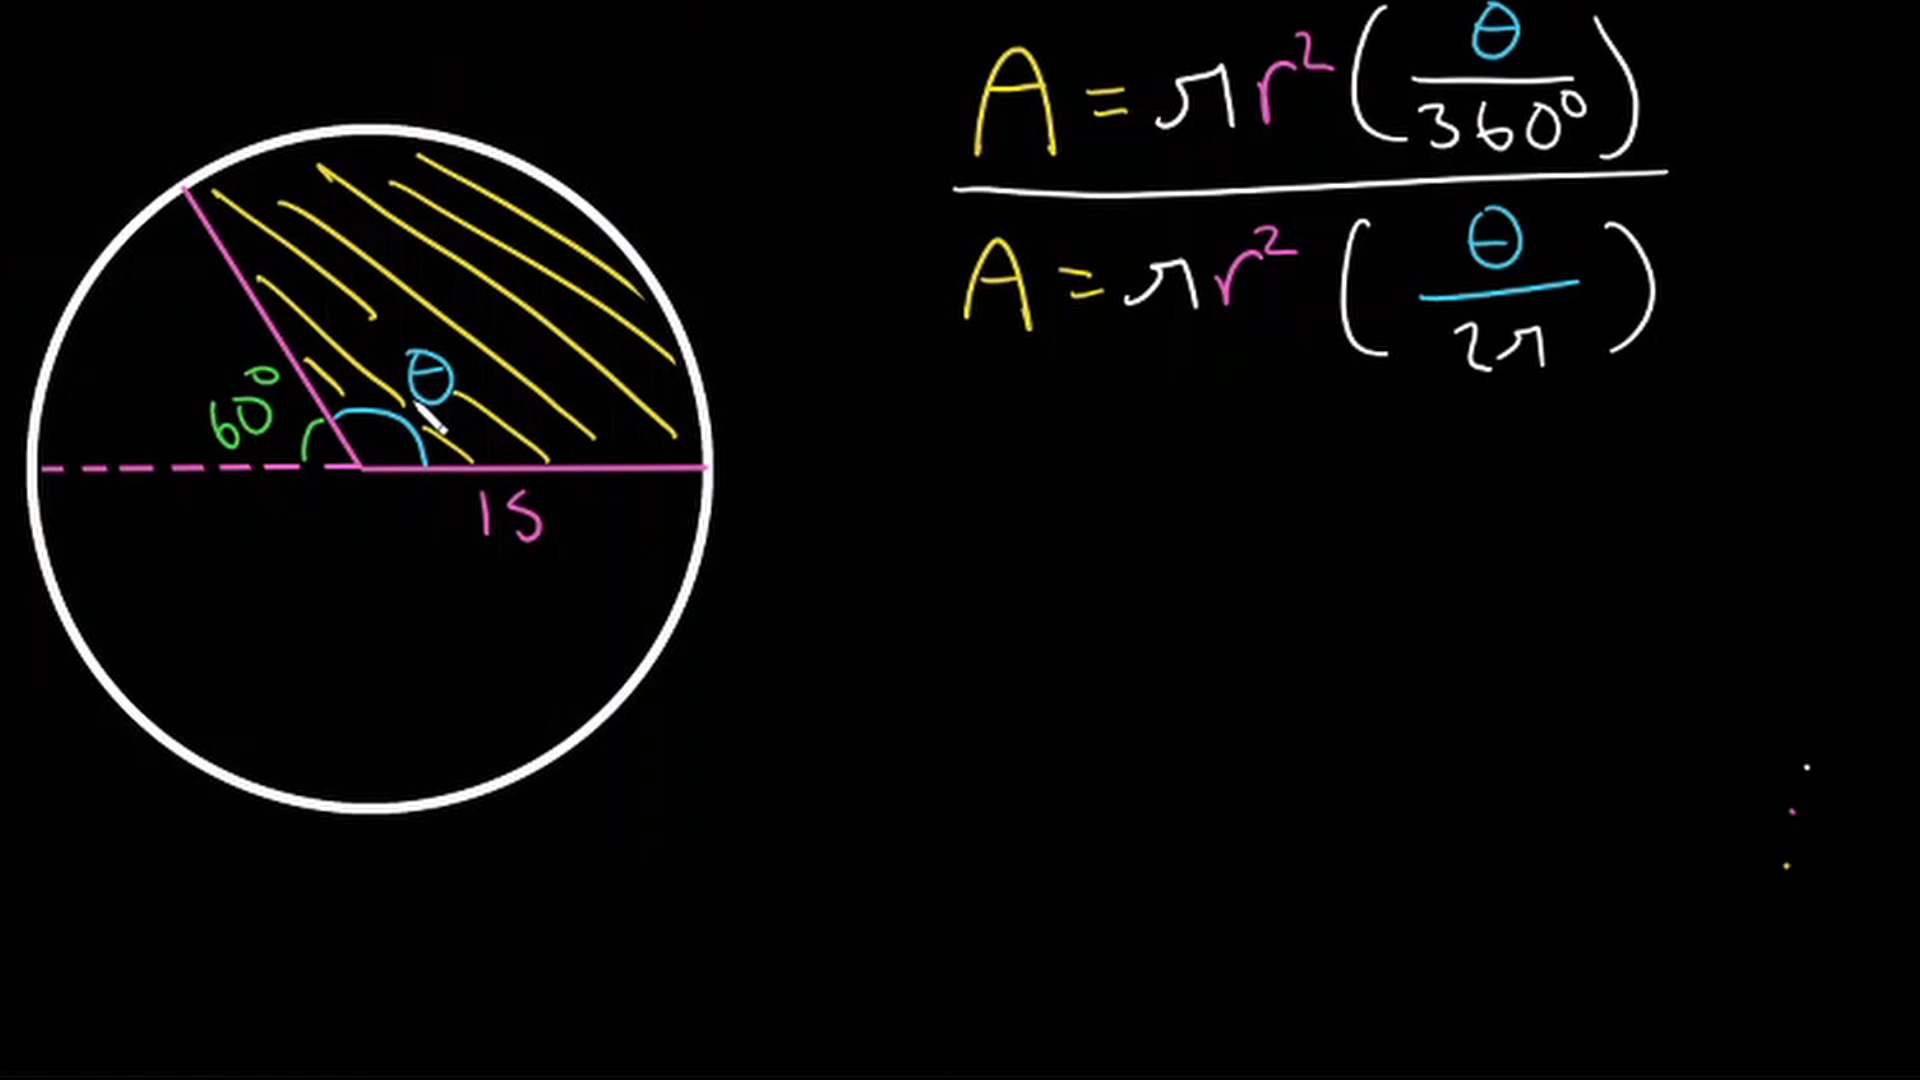 A = πr²(θ/360°)
A = πr²(θ/2π)
θ
60°
15